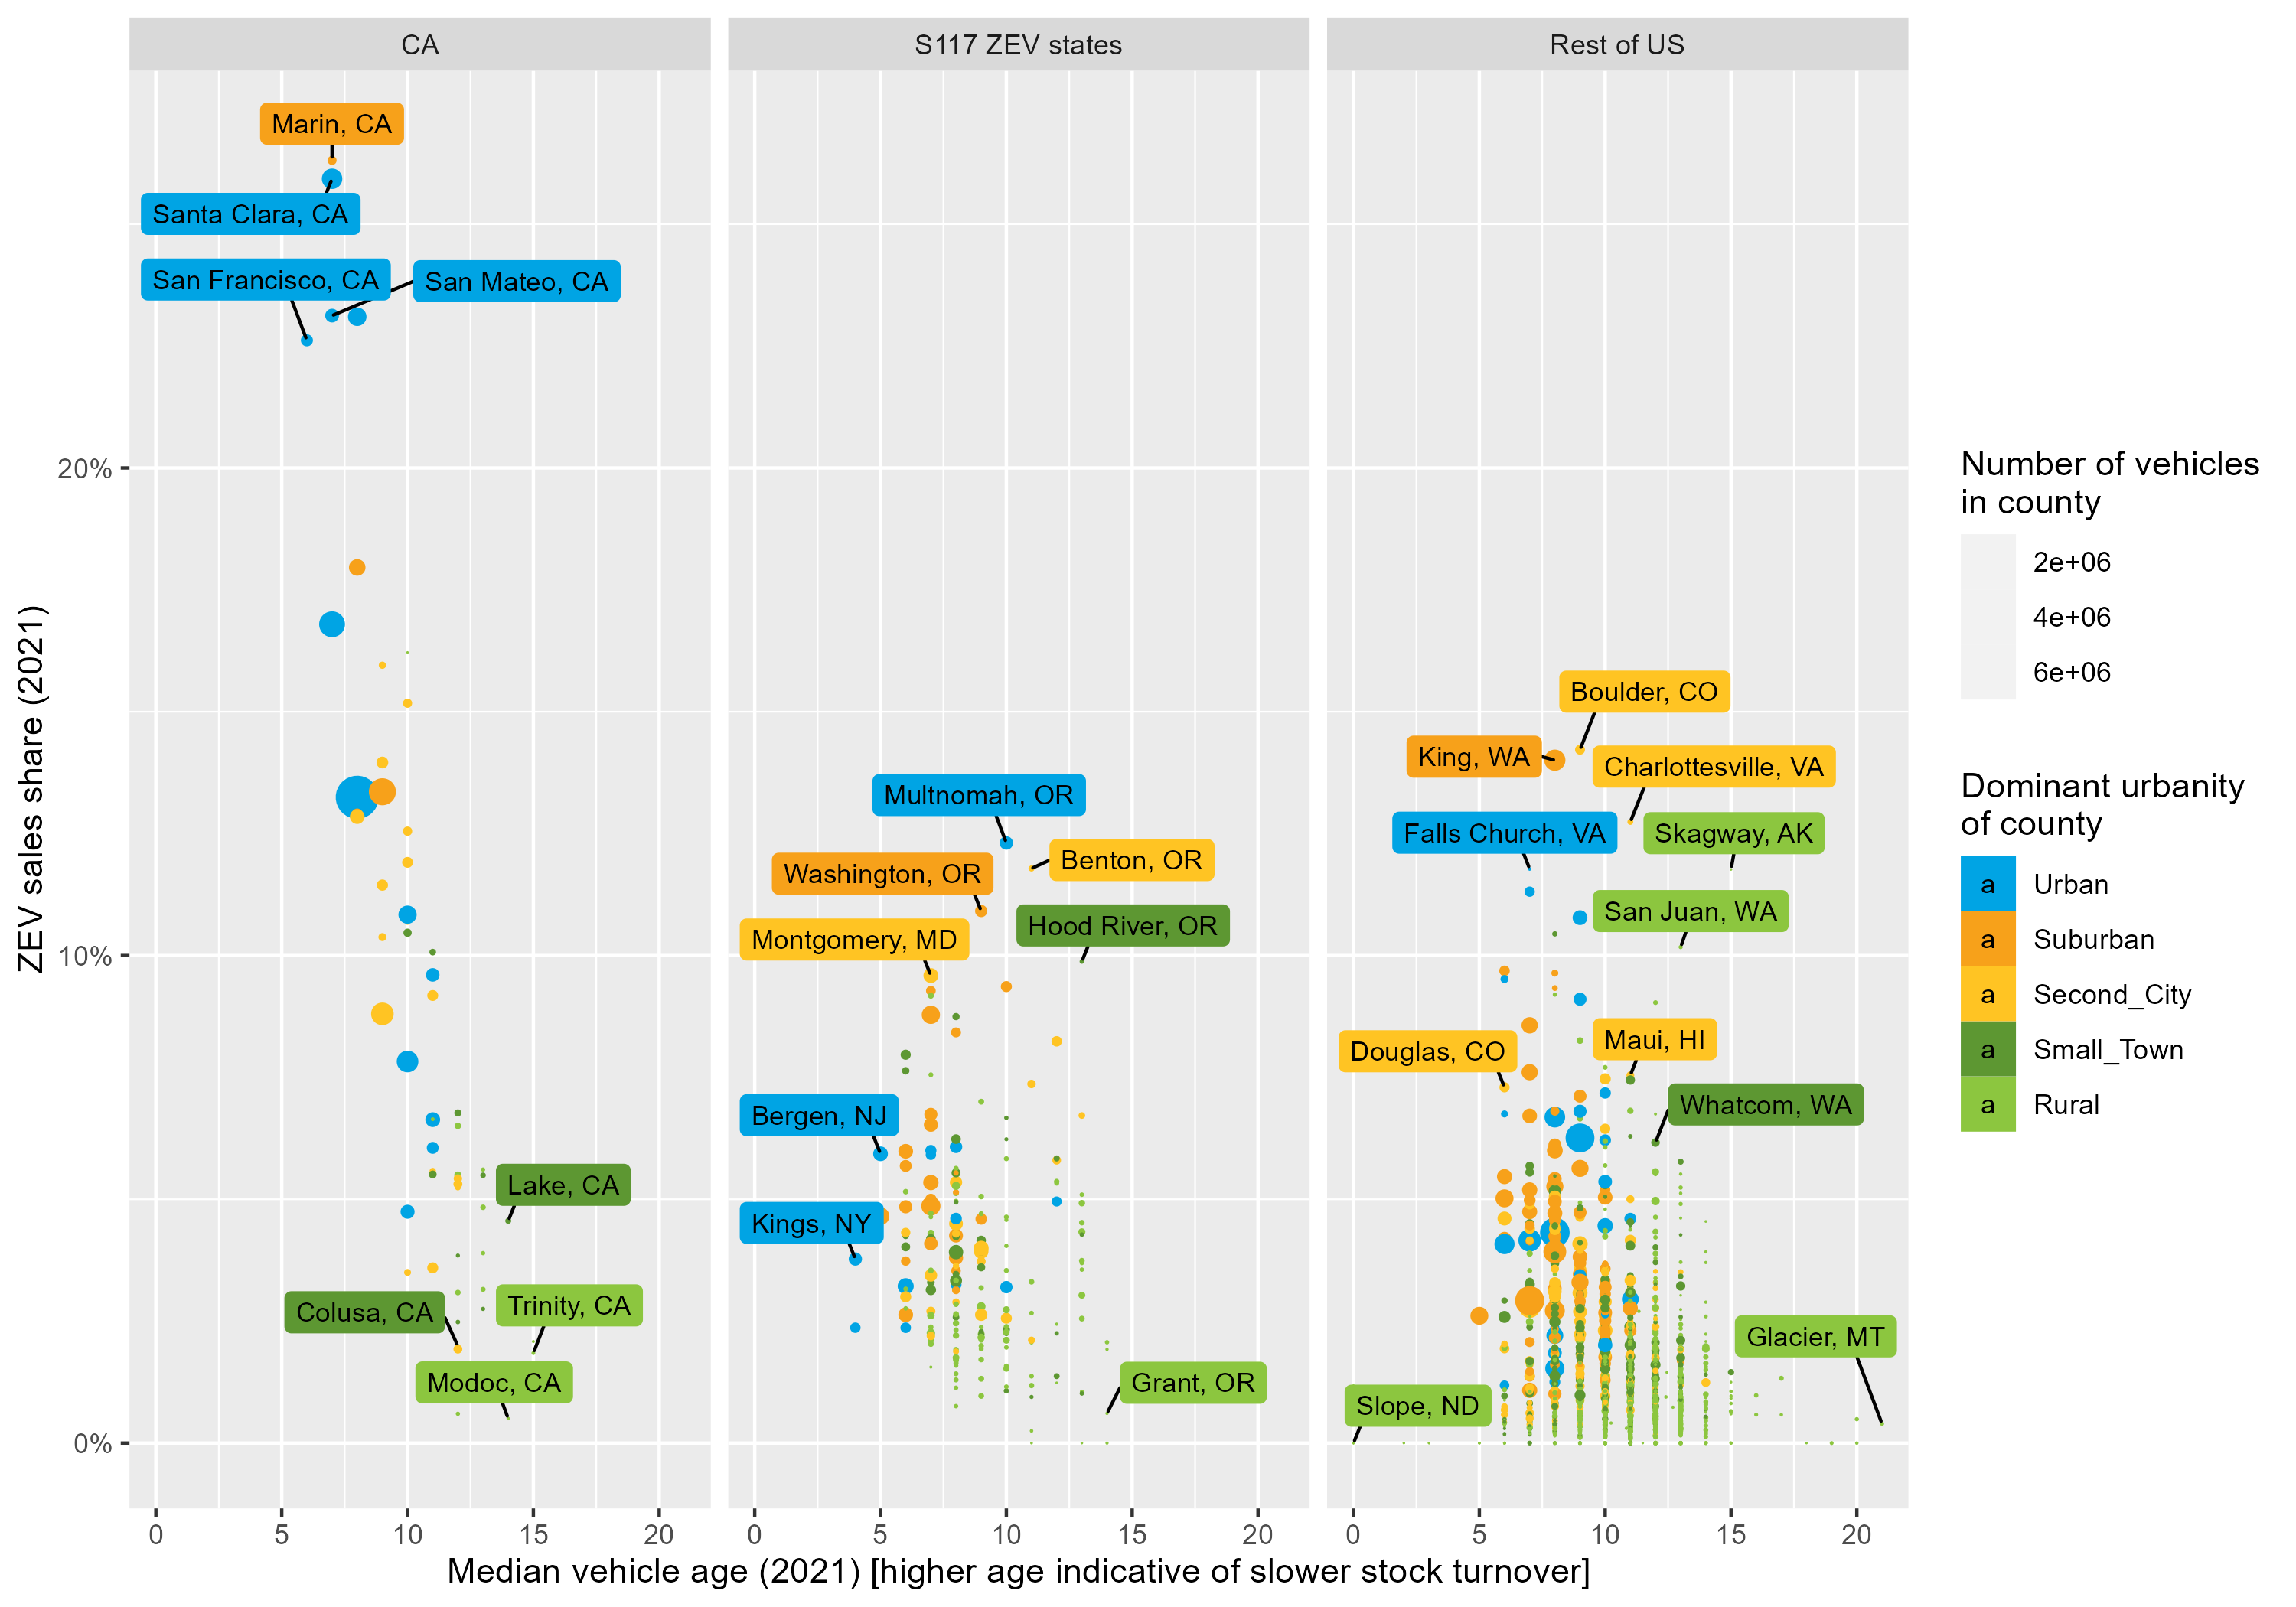 CA
S117 ZEV states
Rest of US
Marin, CA
Santa Clara, CA
San Francisco, CA
San Mateo, CA
Lake, CA
Colusa, CA
Trinity, CA
Modoc, CA
Multnomah, OR
Benton, OR
Washington, OR
Hood River, OR
Montgomery, MD
Bergen, NJ
Kings, NY
Grant, OR
Boulder, CO
King, WA
Charlottesville, VA
Falls Church, VA
Skagway, AK
San Juan, WA
Maui, HI
Douglas, CO
Whatcom, WA
Glacier, MT
Slope, ND
20%
10%
0%
ZEV sales share (2021)
0 5 10 15 20
0 5 10 15 20
0 5 10 15 20
Median vehicle age (2021) [higher age indicative of slower stock turnover]
Number of vehicles
in county
2e+06
4e+06
6e+06
Dominant urbanity
of county
a Urban
a Suburban
a Second_City
a Small_Town
a Rural